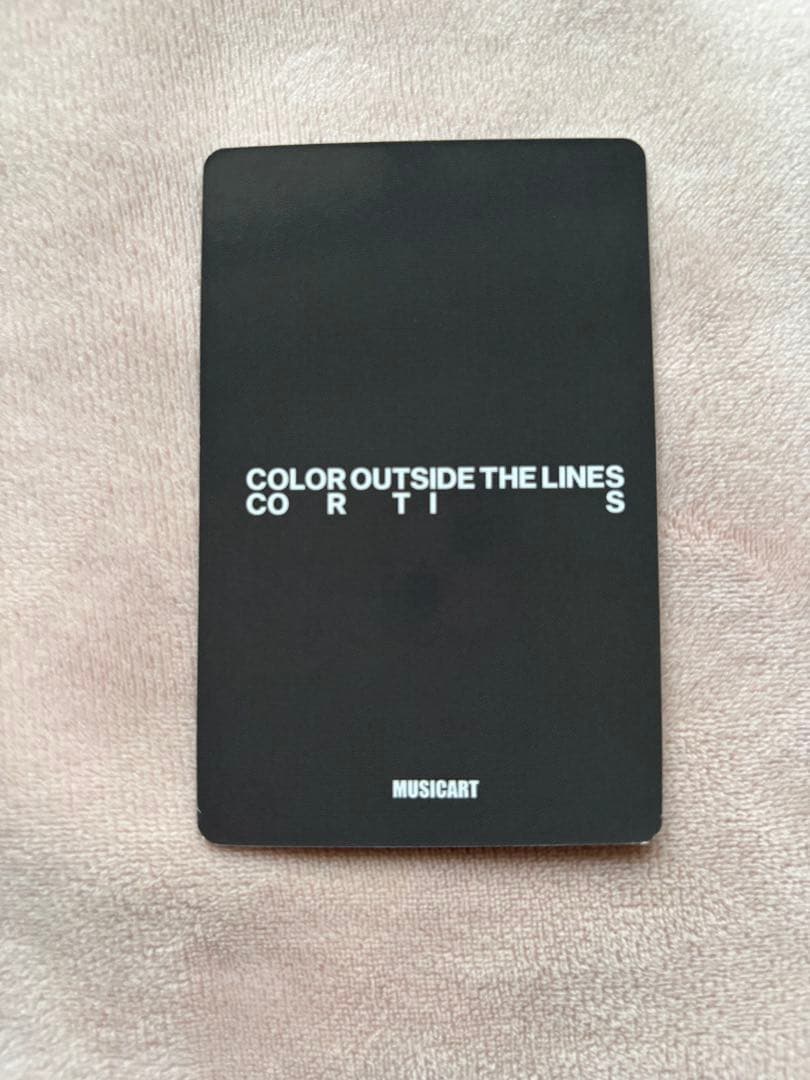 COLOR OUTSIDE THE LINES
CO R T I S
MUSICART